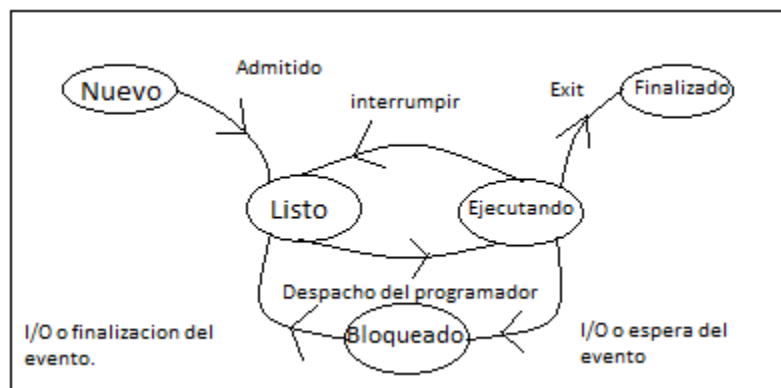 Nuevo
Admitido
interrumpir
Exit
Finalizado
Listo
Ejecutando
Despacho del programador
Bloqueado
I/O o finalizacion del
evento.
I/O o espera del
evento